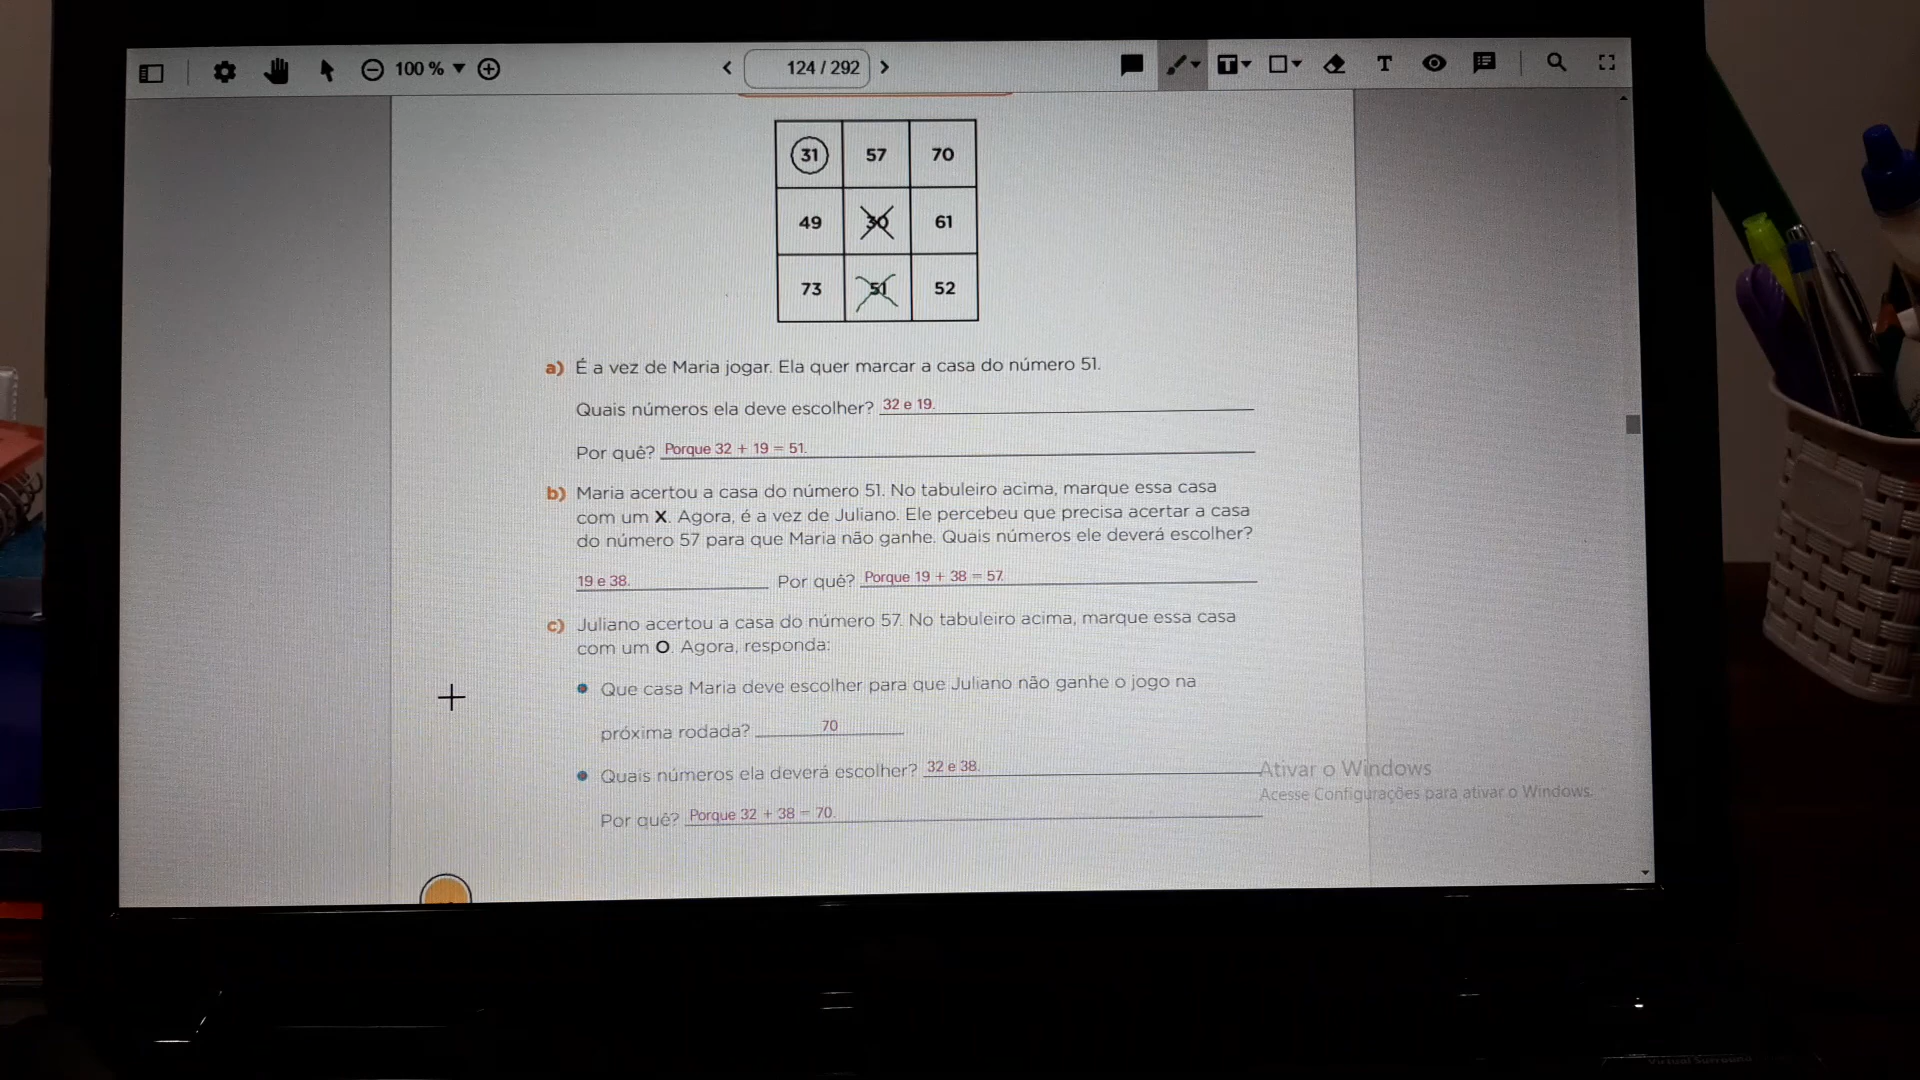 100 %
124 / 292
31 57 70
49 30 61
73 51 52
a) É a vez de Maria jogar. Ela quer marcar a casa do número 51.
Quais números ela deve escolher? 32 e 19.
Por quê? Porque 32 + 19 = 51.
b) Maria acertou a casa do número 51. No tabuleiro acima, marque essa casa
com um X. Agora, é a vez de Juliano. Ele percebeu que precisa acertar a casa
do número 57 para que Maria não ganhe. Quais números ele deverá escolher?
19 e 38. Por quê? Porque 19 + 38 = 57.
c) Juliano acertou a casa do número 57. No tabuleiro acima, marque essa casa
com um O. Agora, responda:
Que casa Maria deve escolher para que Juliano não ganhe o jogo na
próxima rodada? 70
Quais números ela deverá escolher? 32 e 38.
Por quê? Porque 32 + 38 = 70.
Ativar o Windows
Acesse Configurações para ativar o Windows.